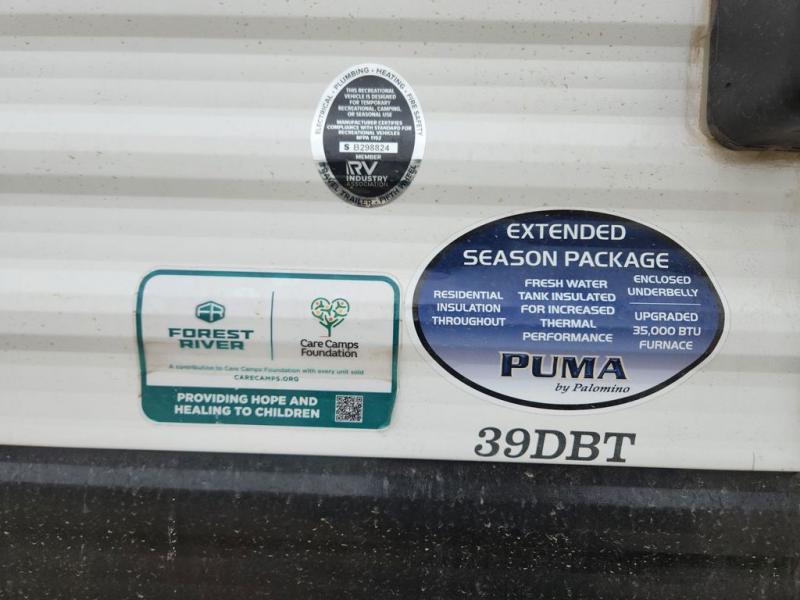 ELECTRICAL - PLUMBING - HEATING - FIRE SAFETY
THIS RECREATIONAL
VEHICLE IS DESIGNED
FOR TEMPORARY
RECREATIONAL, CAMPING,
OR SEASONAL USE
MANUFACTURER CERTIFIES
COMPLIANCE WITH STANDARD FOR
RECREATIONAL VEHICLES
NFPA 1192
S B298824
MEMBER
RV
INDUSTRY
ASSOCIATION
TRAVEL TRAILER - FIFTH WHEEL
EXTENDED
SEASON PACKAGE
RESIDENTIAL
INSULATION
THROUGHOUT
FRESH WATER
TANK INSULATED
FOR INCREASED
THERMAL
PERFORMANCE
ENCLOSED
UNDERBELLY
UPGRADED
35,000 BTU
FURNACE
PUMA
by Palomino
FR
FOREST
RIVER
Care Camps
Foundation
A contribution to Care Camps Foundation with every unit sold
CARECAMPS.ORG
PROVIDING HOPE AND
HEALING TO CHILDREN
39DBT